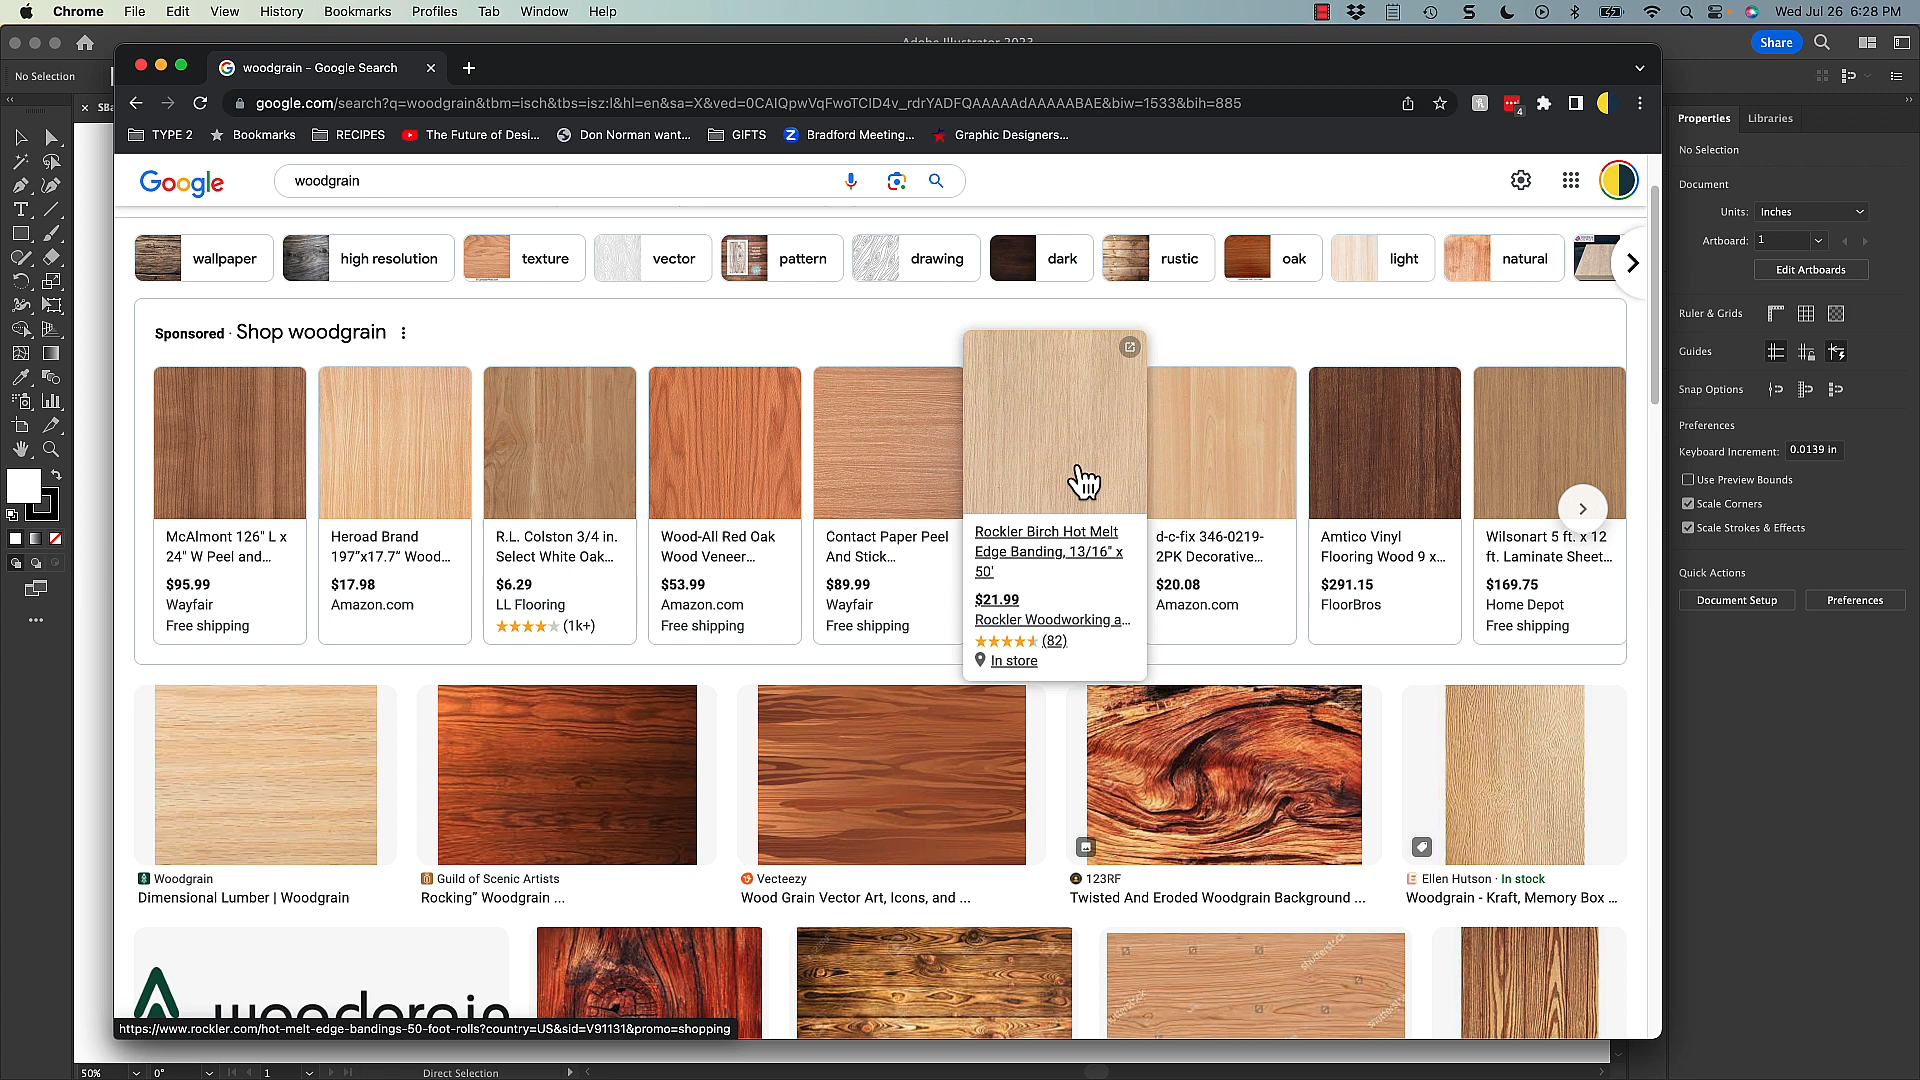 Chrome File Edit View History Bookmarks Profiles Tab Window Help Wed Jul 26 6:28 PM
Adobe Illustrator 2023
Share
No Selection
woodgrain - Google Search
google.com/search?q=woodgrain&tbm=isch&tbs=isz:l&hl=en&sa=X&ved=0CAIQpwVqFwoTCID4v_rdrYADFQAAAAAdAAAAABAE&biw=1533&bih=885
4
TYPE 2 Bookmarks RECIPES The Future of Desi... Don Norman want... GIFTS Bradford Meeting... Graphic Designers...
Google
woodgrain
wallpaper high resolution texture vector pattern drawing dark rustic oak light natural
Sponsored · Shop woodgrain
McAlmont 126" L x
24" W Peel and...
$95.99
Wayfair
Free shipping
Heroad Brand
197”x17.7” Wood...
$17.98
Amazon.com
R.L. Colston 3/4 in.
Select White Oak...
$6.29
LL Flooring
(1k+)
Wood-All Red Oak
Wood Veneer...
$53.99
Amazon.com
Free shipping
Contact Paper Peel
And Stick...
$89.99
Wayfair
Free shipping
Rockler Birch Hot Melt
Edge Banding, 13/16" x
50'
$21.99
Rockler Woodworking a...
(82)
In store
d-c-fix 346-0219-
2PK Decorative...
$20.08
Amazon.com
Amtico Vinyl
Flooring Wood 9 x...
$291.15
FloorBros
Wilsonart 5 ft. x 12
ft. Laminate Sheet...
$169.75
Home Depot
Free shipping
Woodgrain
Dimensional Lumber | Woodgrain
Guild of Scenic Artists
Rocking” Woodgrain ...
Vecteezy
Wood Grain Vector Art, Icons, and ...
123RF
Twisted And Eroded Woodgrain Background ...
Ellen Hutson · In stock
Woodgrain - Kraft, Memory Box ...
woodgrain
shutterstock
shutterstock
https://www.rockler.com/hot-melt-edge-bandings-50-foot-rolls?country=US&sid=V91131&promo=shopping
50% 0° 1 Direct Selection
Properties Libraries
No Selection
Document
Units: Inches
Artboard: 1
Edit Artboards
Ruler & Grids
Guides
Snap Options
Preferences
Keyboard Increment: 0.0139 in
Use Preview Bounds
Scale Corners
Scale Strokes & Effects
Quick Actions
Document Setup Preferences